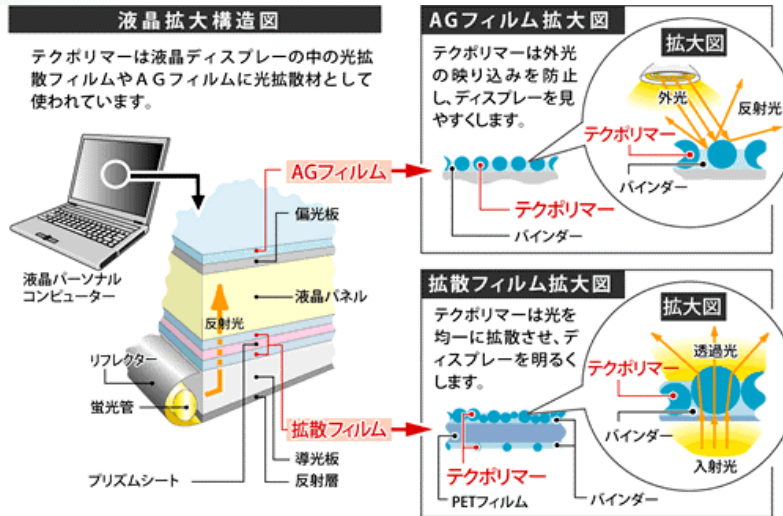 液晶拡大構造図
テクポリマーは液晶ディスプレーの中の光拡
散フィルムやAGフィルムに光拡散材として
使われています。
液晶パーソナル
コンピューター
AGフィルム
偏光板
液晶パネル
反射光
リフレクター
蛍光管
拡散フィルム
プリズムシート
導光板
反射層
AGフィルム拡大図
テクポリマーは外光
の映り込みを防止
し、ディスプレーを見
やすくします。
テクポリマー
バインダー
拡大図
外光
反射光
テクポリマー
バインダー
拡散フィルム拡大図
テクポリマーは光を
均一に拡散させ、デ
ィスプレーを明るく
します。
テクポリマー
PETフィルム
バインダー
拡大図
透過光
テクポリマー
バインダー
入射光